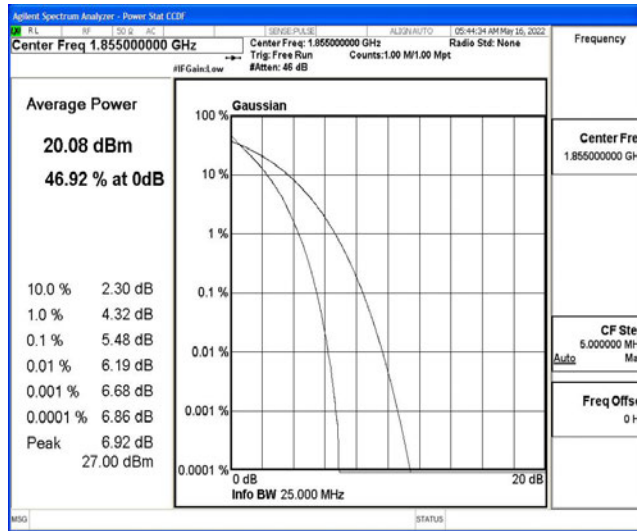 Agilent Spectrum Analyzer - Power Stat CCDF
RL RF 50 Ω AC SENSE:PULSE ALIGN AUTO 05:44:34 AM May 16, 2022
Center Freq 1.855000000 GHz
Center Freq: 1.855000000 GHz Radio Std: None
Trig: Free Run Counts:1.00 M/1.00 Mpt
#IFGain:Low #Atten: 46 dB
Frequency
Average Power
20.08 dBm
46.92 % at 0dB
10.0 % 2.30 dB
1.0 % 4.32 dB
0.1 % 5.48 dB
0.01 % 6.19 dB
0.001 % 6.68 dB
0.0001 % 6.86 dB
Peak 6.92 dB
27.00 dBm
Gaussian
100 %
10 %
1 %
0.1 %
0.01 %
0.001 %
0.0001 %
0 dB 20 dB
Info BW 25.000 MHz
Center Fre
1.855000000 GH
CF Ste
5.000000 MH
Auto Ma
Freq Offs
0 H
MSG STATUS